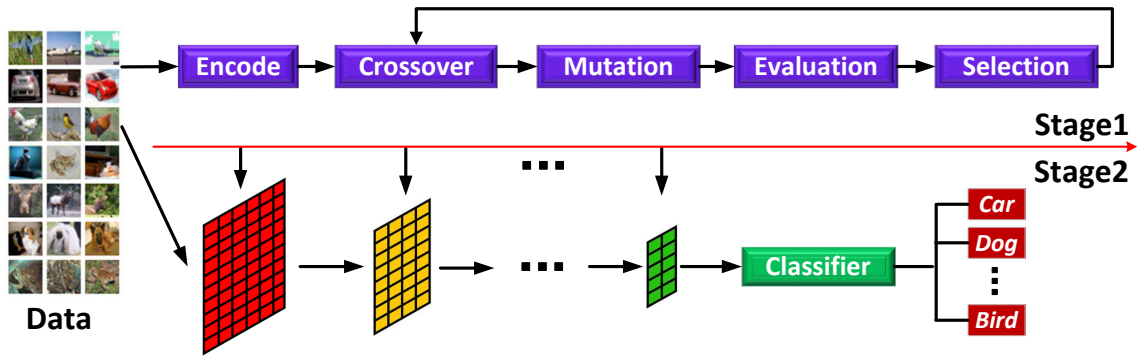 Encode
Crossover
Mutation
Evaluation
Selection
Stage1
Stage2
Car
Dog
Classifier
Bird
Data